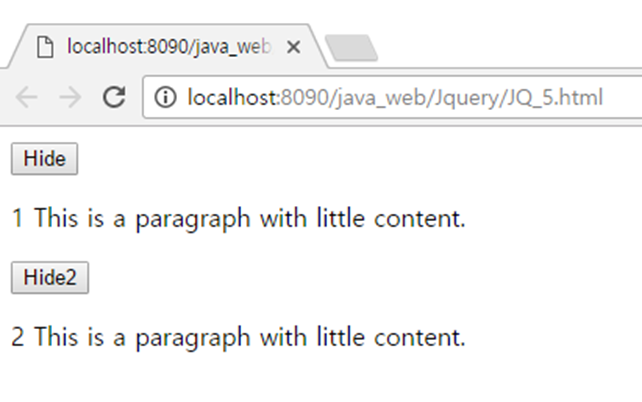 localhost:8090/java_web
localhost:8090/java_web/Jquery/JQ_5.html
Hide
1 This is a paragraph with little content.
Hide2
2 This is a paragraph with little content.